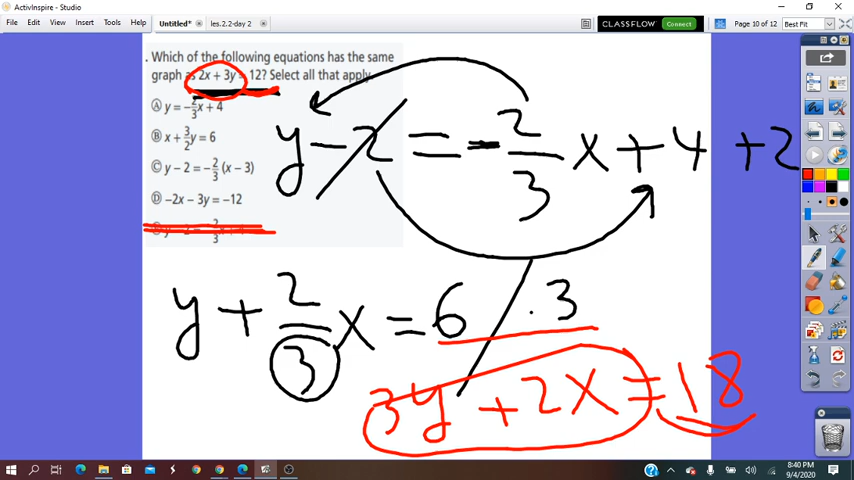 ActivInspire - Studio
File Edit View Insert Tools Help
Untitled* les.2.2-day 2
CLASSFLOW Connect
Page 10 of 12
Best Fit
. Which of the following equations has the same
graph as 2x + 3y = 12? Select all that apply.
Ⓐ y = -2/3x + 4
Ⓑ x + 3/2y = 6
Ⓒ y - 2 = -2/3 (x - 3)
Ⓓ -2x - 3y = -12
y - 2 = -2/3 x + 4 + 2
y + 2/3 x = 6 / · 3
3y + 2x = 18
8:40 PM
9/4/2020